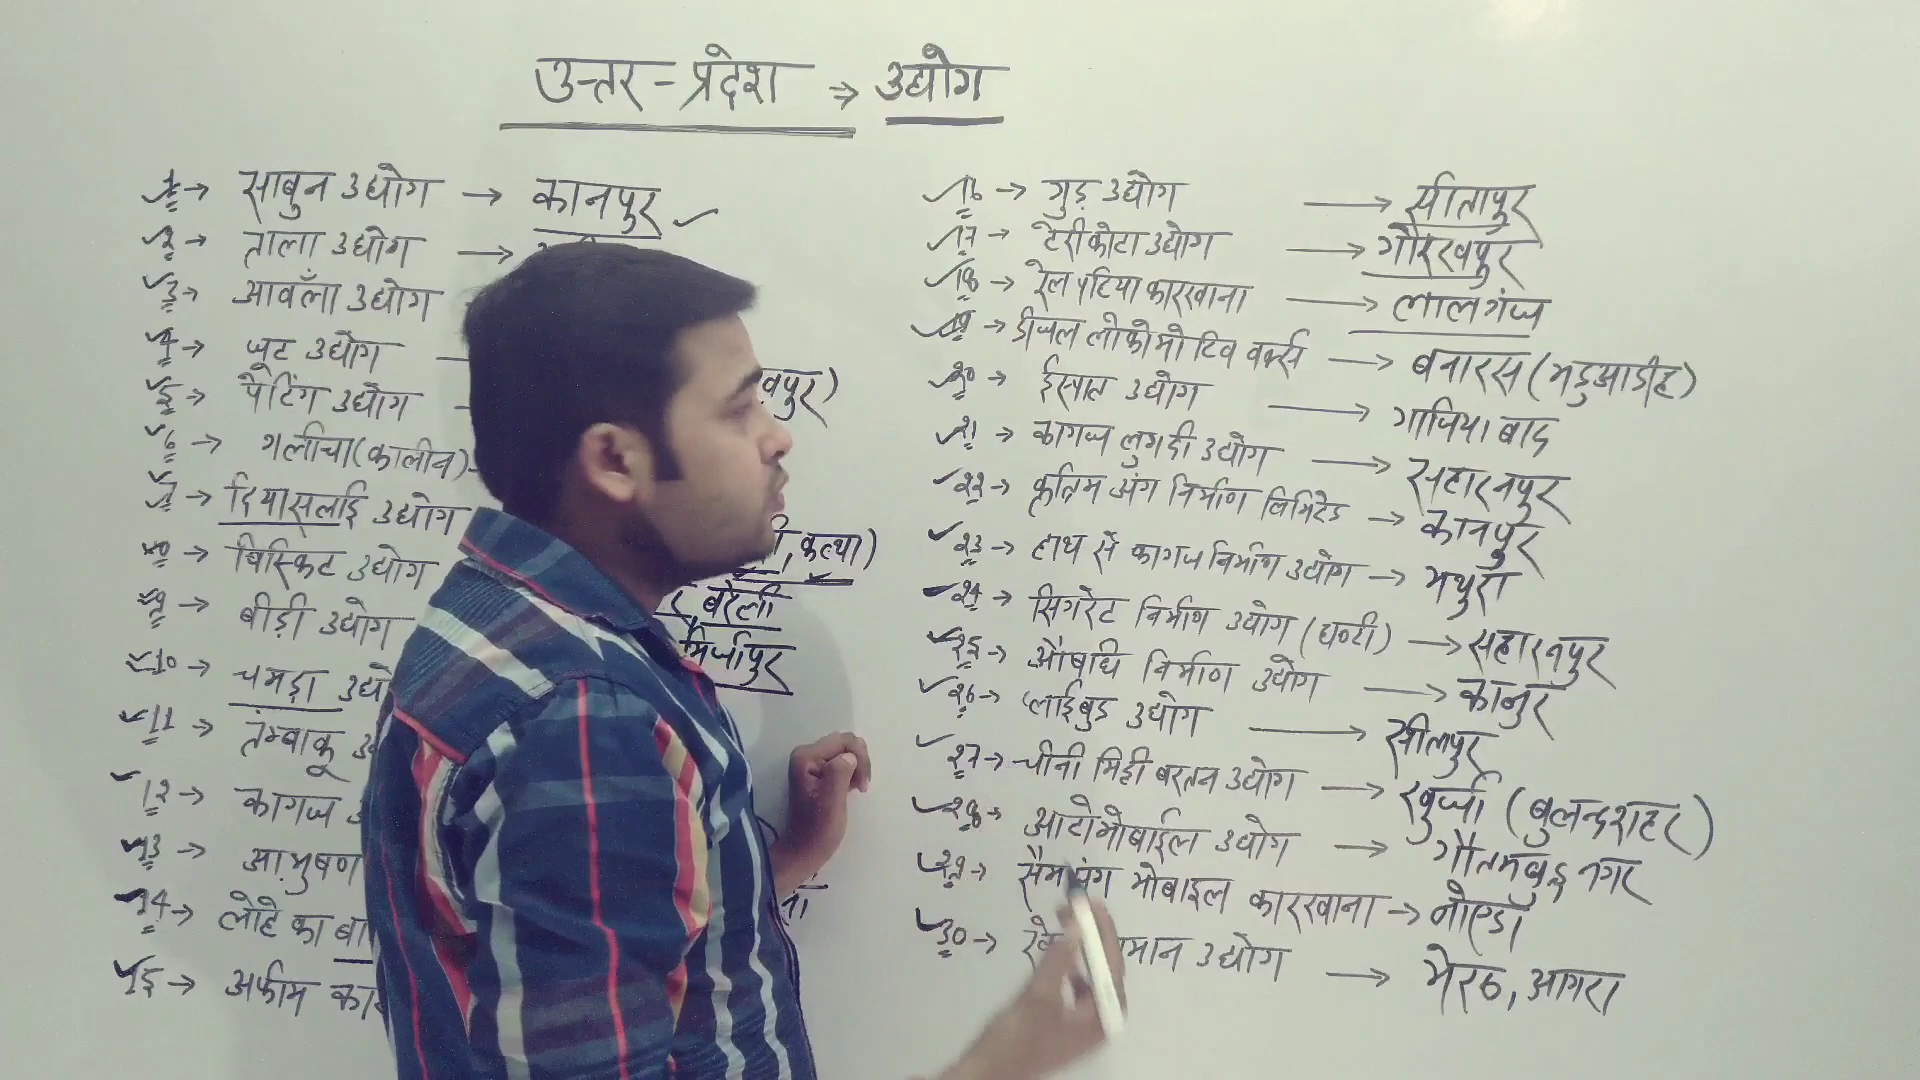 उत्तर-प्रदेश ⇒ उद्योग
1 → साबुन उद्योग → कानपुर
2 → ताला उद्योग →
3 → आवँला उद्योग
4 → जूट उद्योग
5 → पेंटिंग उद्योग
6 → गलीचा (कालीन)
7 → दियासलाई उद्योग
8 → बिस्किट उद्योग
, कत्था)
9 → बीड़ी उद्योग
बरेली
मिर्जापुर
10 → चमड़ा
11 → तम्बाकू
12 → कागज
13 → आभुषण
14 → लोहे का
15 → अफीम
16 → गुड़ उद्योग → सीतापुर
17 → टेरीकोटा उद्योग → गोरखपुर
18 → रेल पटिया कारखाना → लालगंज
19 → डीजल लोकोमोटिव वर्क्स → बनारस (मडुआडीह)
20 → ईस्पात उद्योग → गाजियाबाद
21 → कागज लुगदी उद्योग → सहारनपुर
22 → कृत्रिम अंग निर्माण लिमिटेड → कानपुर
23 → हाथ से कागज निर्माण उद्योग → मथुरा
24 → सिगरेट निर्माण उद्योग (घण्टी) → सहारनपुर
25 → औषधि निर्माण उद्योग → कानुर
26 → प्लाईवुड उद्योग → सीतापुर
27 → चीनी मिट्टी बरतन उद्योग → खुर्जा (बुलन्दशहर)
28 → आटोमोबाईल उद्योग → गौतमबुद्ध नगर
29 → सैमसंग मोबाइल कारखाना → नोएडा
30 → उद्योग → मेरठ, आगरा